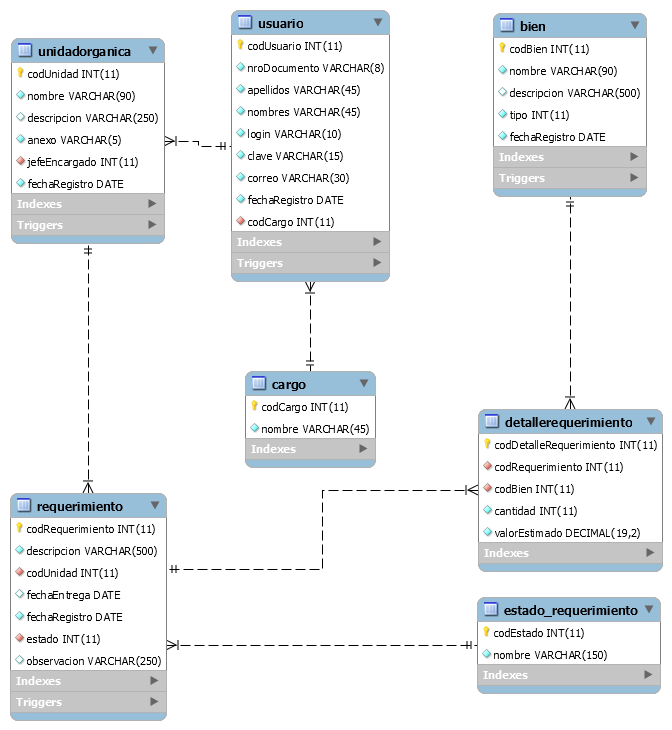 unidadorganica
codUnidad INT(11)
nombre VARCHAR(90)
descripcion VARCHAR(250)
anexo VARCHAR(5)
jefeEncargado INT(11)
fechaRegistro DATE
Indexes
Triggers
usuario
codUsuario INT(11)
nroDocumento VARCHAR(8)
apellidos VARCHAR(45)
nombres VARCHAR(45)
login VARCHAR(10)
clave VARCHAR(15)
correo VARCHAR(30)
fechaRegistro DATE
codCargo INT(11)
Indexes
Triggers
bien
codBien INT(11)
nombre VARCHAR(90)
descripcion VARCHAR(500)
tipo INT(11)
fechaRegistro DATE
Indexes
Triggers
cargo
codCargo INT(11)
nombre VARCHAR(45)
Indexes
detallerequerimiento
codDetalleRequerimiento INT(11)
codRequerimiento INT(11)
codBien INT(11)
cantidad INT(11)
valorEstimado DECIMAL(19,2)
Indexes
requerimiento
codRequerimiento INT(11)
descripcion VARCHAR(500)
codUnidad INT(11)
fechaEntrega DATE
fechaRegistro DATE
estado INT(11)
observacion VARCHAR(250)
Indexes
Triggers
estado_requerimiento
codEstado INT(11)
nombre VARCHAR(150)
Indexes